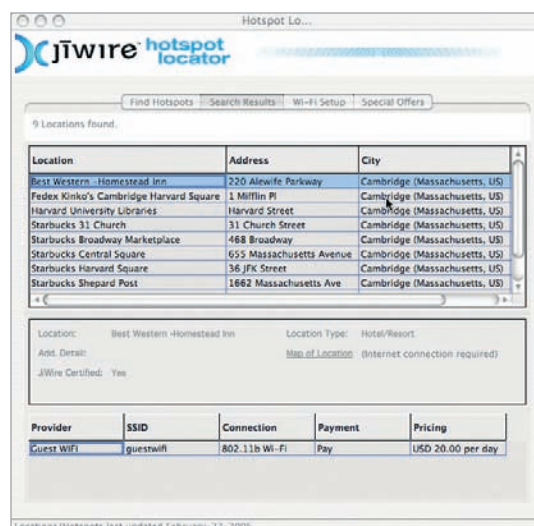 Hotspot Lo...
jiwire hotspot
locator
Find Hotspots Search Results Wi-Fi Setup Special Offers
9 Locations found.
Location Address City
Best Western -Homestead Inn 220 Alewife Parkway Cambridge (Massachusetts, US)
Fedex Kinko's Cambridge Harvard Square 1 Mifflin Pl Cambridge (Massachusetts, US)
Harvard University Libraries Harvard Street Cambridge (Massachusetts, US)
Starbucks 31 Church 31 Church Street Cambridge (Massachusetts, US)
Starbucks Broadway Marketplace 468 Broadway Cambridge (Massachusetts, US)
Starbucks Central Square 655 Massachusetts Avenue Cambridge (Massachusetts, US)
Starbucks Harvard Square 36 JFK Street Cambridge (Massachusetts, US)
Starbucks Shepard Post 1662 Massachusetts Ave Cambridge (Massachusetts, US)
Location: Best Western -Homestead Inn Location Type: Hotel/Resort
Add. Detail: Map of Location (Internet connection required)
JiWire Certified: Yes
Provider SSID Connection Payment Pricing
Guest WIFI guestwifi 802.11b Wi-Fi Pay USD 20.00 per day
Locations/Hotspots last updated February